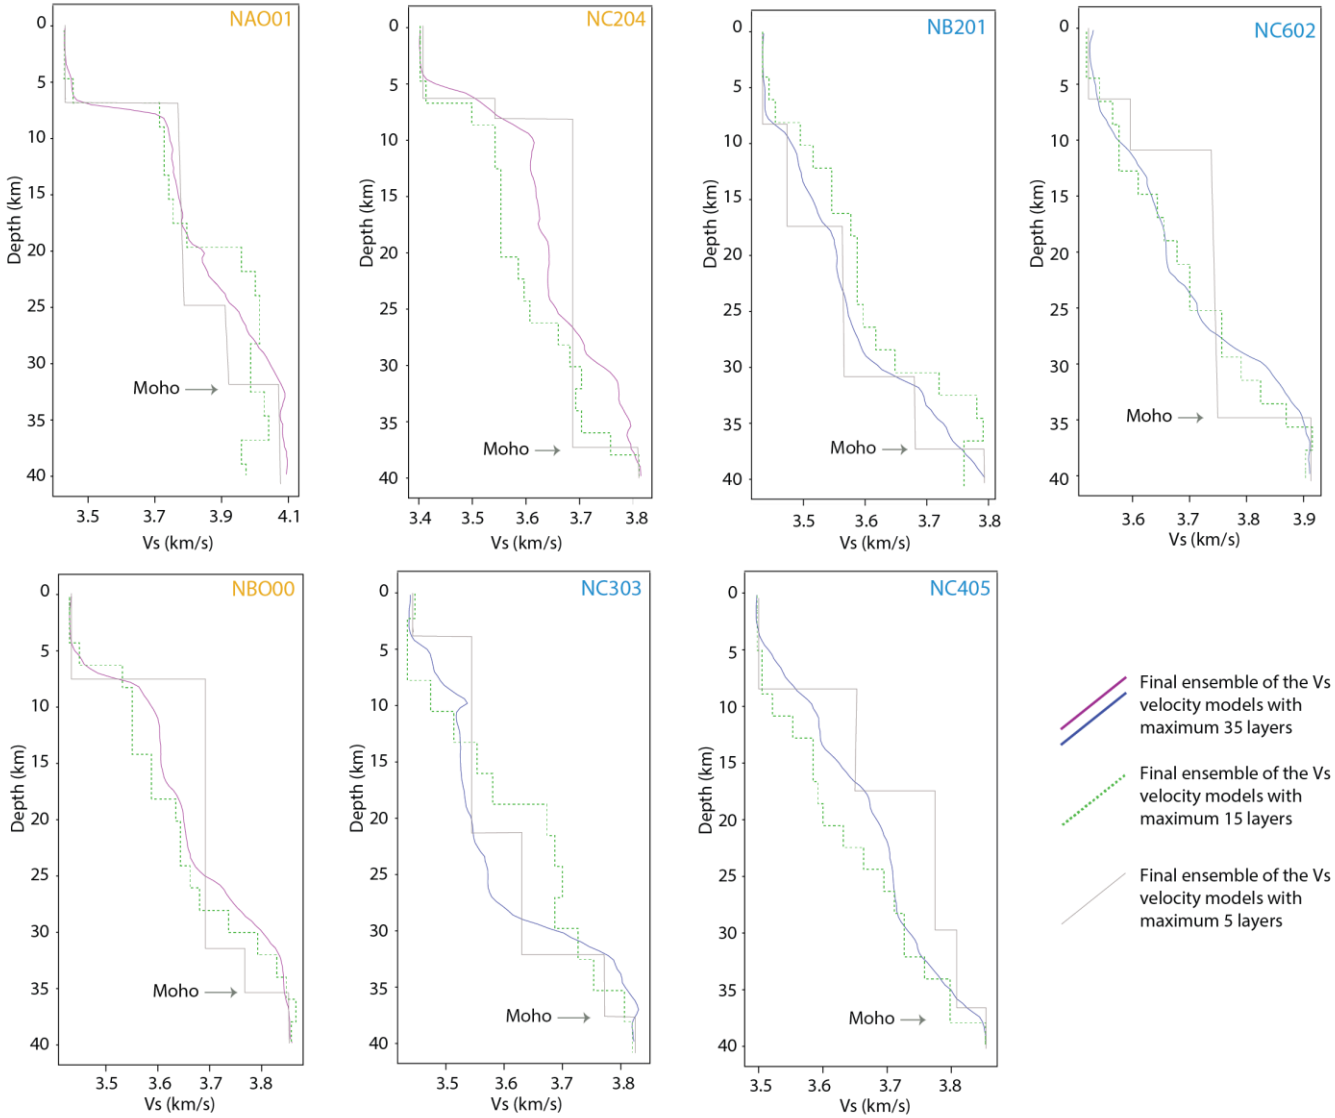 NAO01
0
5
10
15
20
25
30
35
40
Depth (km)
Moho
3.5 3.7 3.9 4.1
Vs (km/s)
NC204
0
5
10
15
20
25
30
35
40
Depth (km)
Moho
3.4 3.5 3.6 3.7 3.8
Vs (km/s)
NB201
0
5
10
15
20
25
30
35
40
Depth (km)
Moho
3.5 3.6 3.7 3.8
Vs (km/s)
NC602
0
5
10
15
20
25
30
35
40
Depth (km)
Moho
3.6 3.7 3.8 3.9
Vs (km/s)
NBO00
0
5
10
15
20
25
30
35
40
Depth (km)
Moho
3.5 3.6 3.7 3.8
Vs (km/s)
NC303
0
5
10
15
20
25
30
35
40
Depth (km)
Moho
3.5 3.6 3.7 3.8
Vs (km/s)
NC405
0
5
10
15
20
25
30
35
40
Depth (km)
Moho
3.5 3.6 3.7 3.8
Vs (km/s)
Final ensemble of the Vs
velocity models with
maximum 35 layers
Final ensemble of the Vs
velocity models with
maximum 15 layers
Final ensemble of the Vs
velocity models with
maximum 5 layers